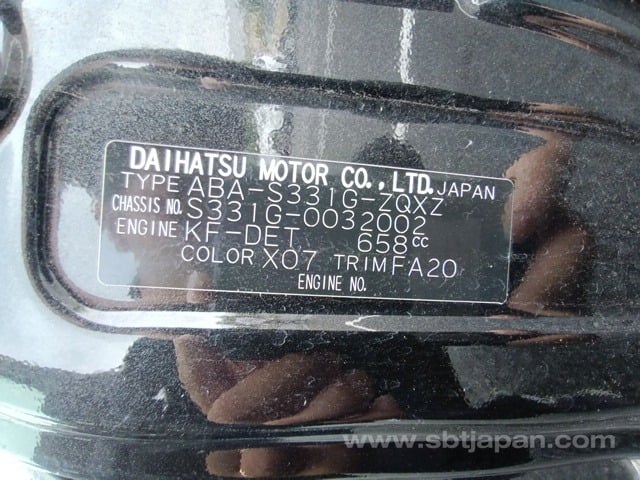 DAIHATSU MOTOR CO., LTD. JAPAN
TYPE ABA-S331G-ZQXZ
CHASSIS NO. S331G-0032002
ENGINE KF-DET 658cc
COLOR X07 TRIM FA20
ENGINE NO.
www.sbtjapan.com